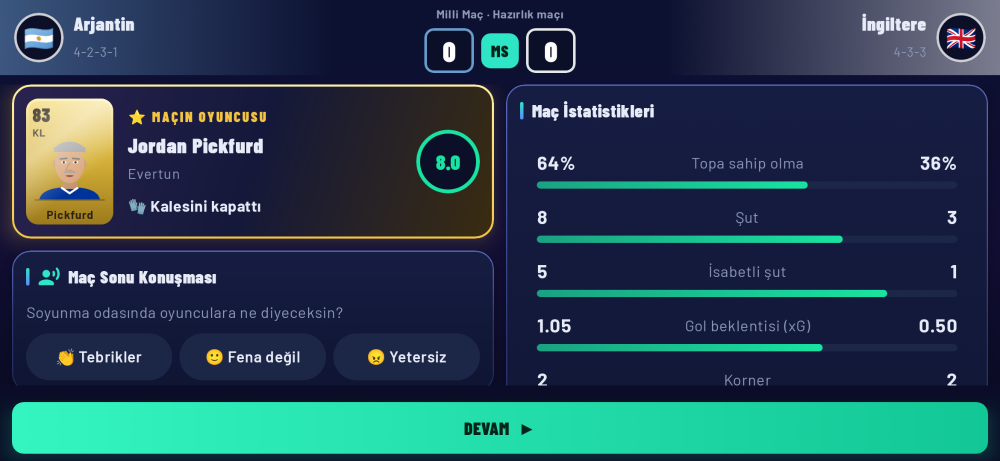 Arjantin
4-2-3-1
Milli Maç · Hazırlık maçı
0 MS 0
İngiltere
4-3-3
83
KL
Pickfurd
⭐ MAÇIN OYUNCUSU
Jordan Pickfurd
Evertun
🧤 Kalesini kapattı
8.0
Maç Sonu Konuşması
Soyunma odasında oyunculara ne diyeceksin?
👏 Tebrikler
🙂 Fena değil
😠 Yetersiz
Maç İstatistikleri
64% Topa sahip olma 36%
8 Şut 3
5 İsabetli şut 1
1.05 Gol beklentisi (xG) 0.50
2 Korner 2
DEVAM ►